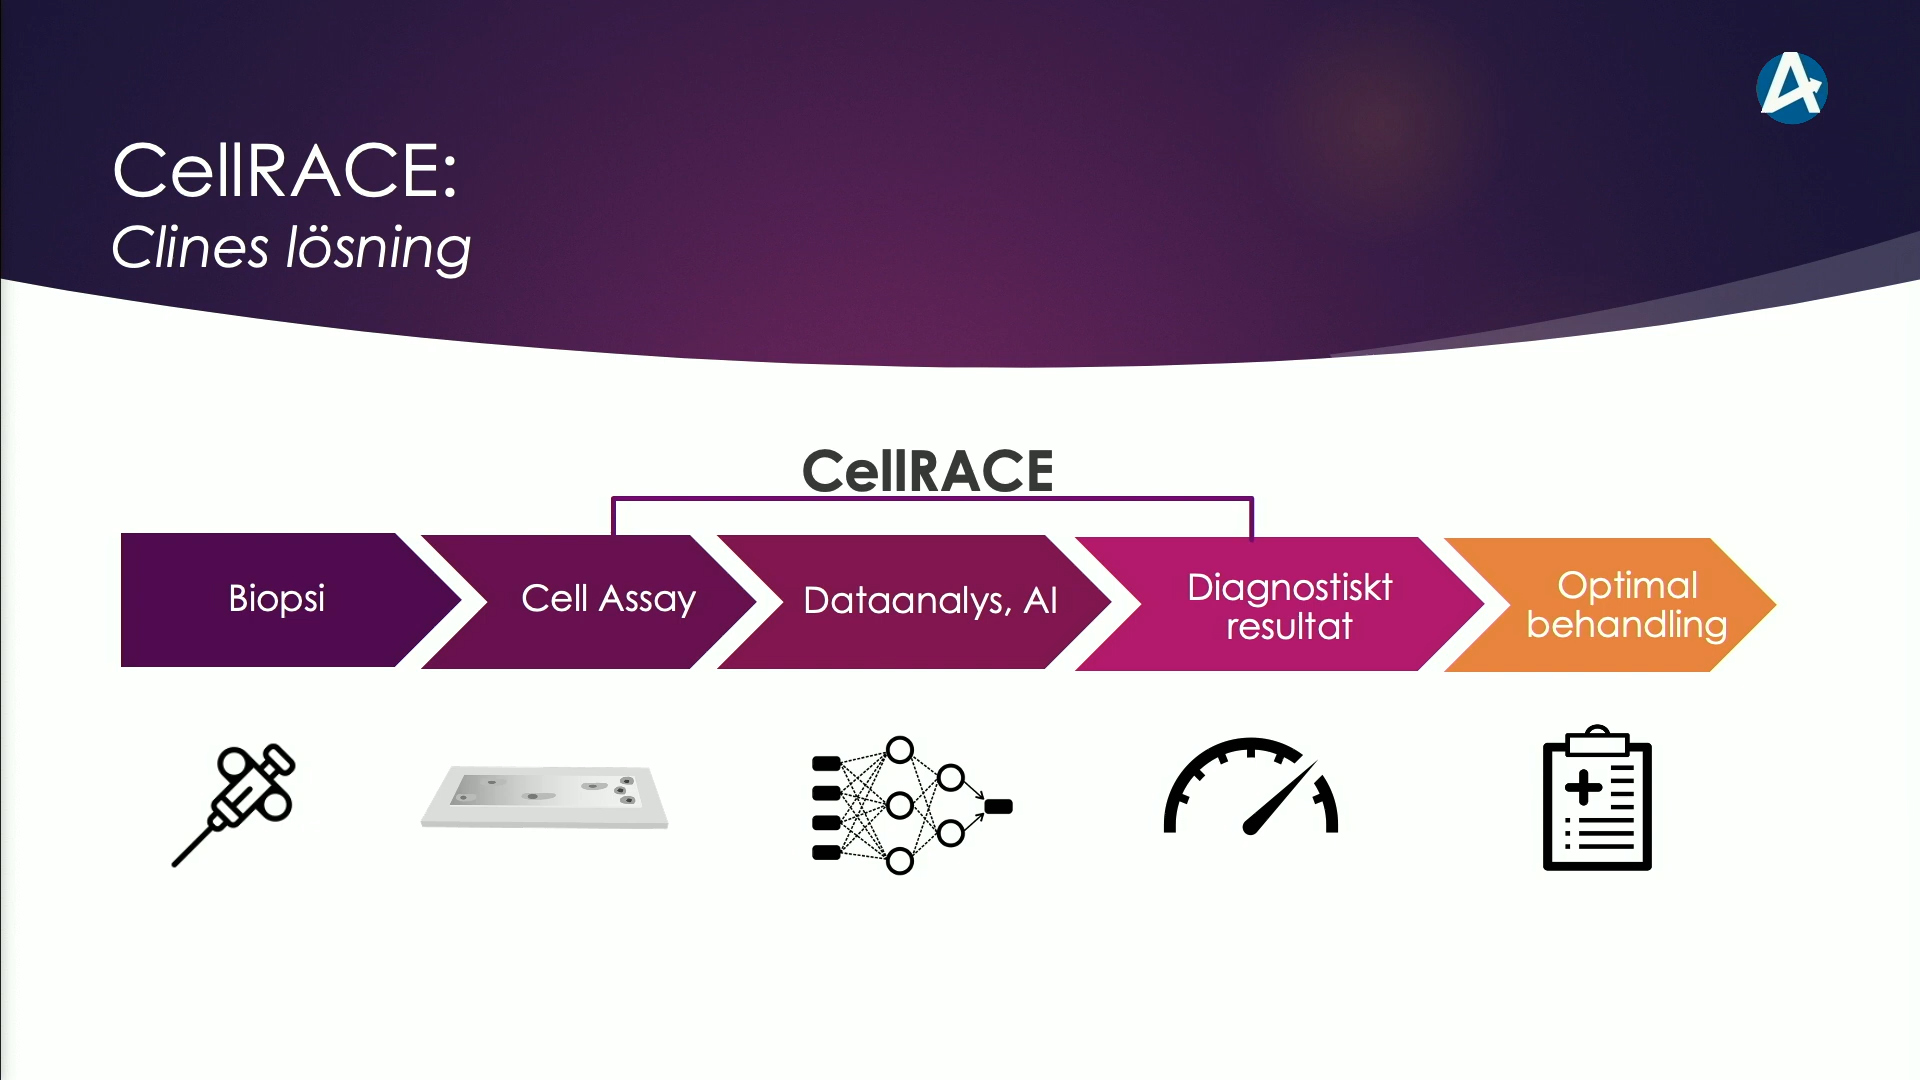 CellRACE:
Clines lösning
CellRACE
Biopsi
Cell Assay
Dataanalys, AI
Diagnostiskt
resultat
Optimal
behandling